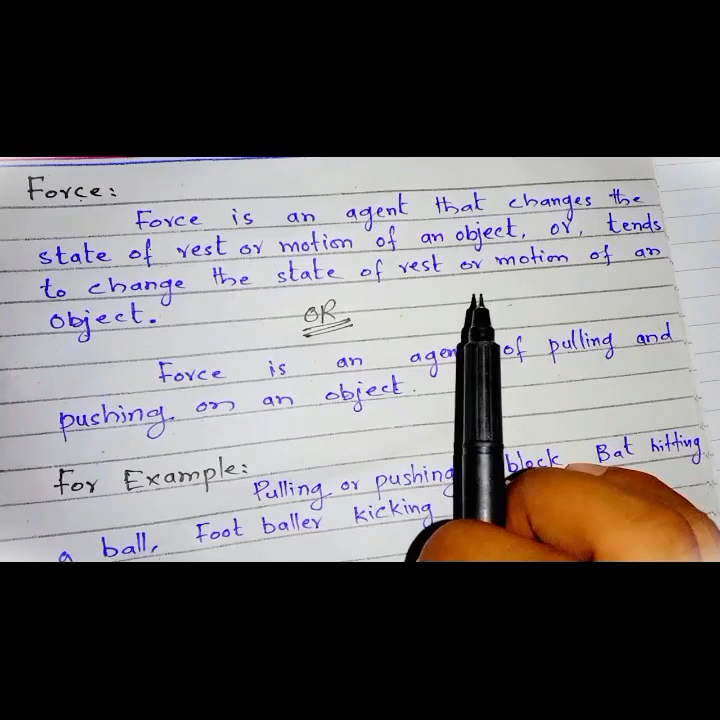 Force:
Force is an agent that changes the
state of rest or motion of an object, or, tends
to change the state of rest or motion of an
object.
OR
Force is an agen of pulling and
pushing on an object.
For Example:
Pulling or pushing block, Bat hitting
a ball, Foot baller kicking